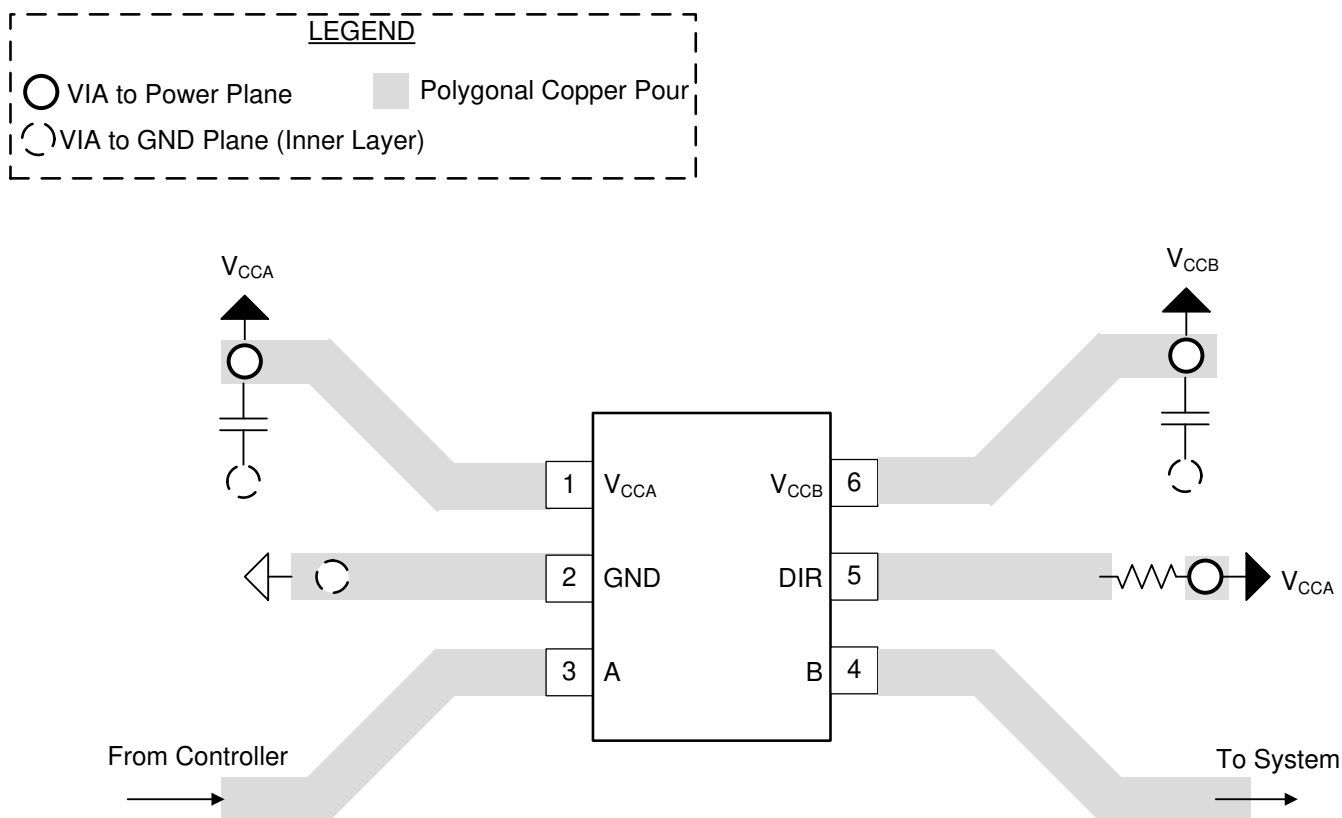 LEGEND
VIA to Power Plane
Polygonal Copper Pour
VIA to GND Plane (Inner Layer)
VCCA
VCCB
1 VCCA
VCCB 6
2 GND
DIR 5
VCCA
3 A
B 4
From Controller
To System